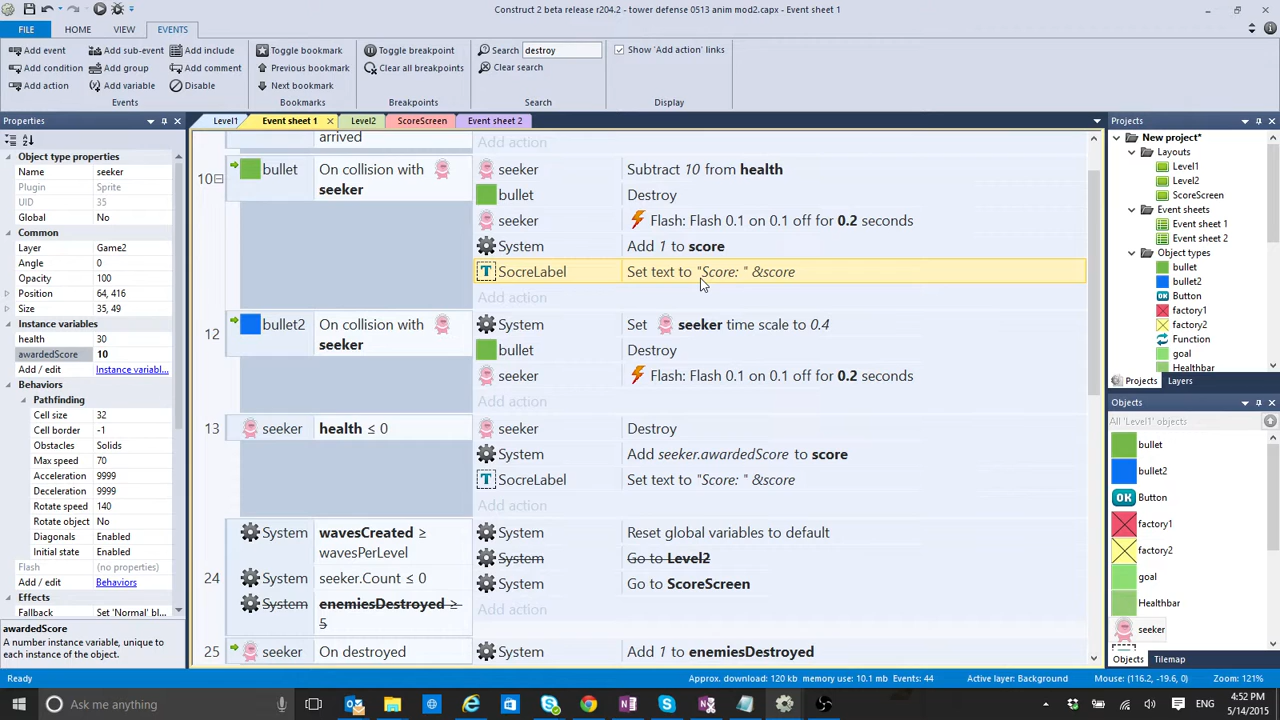 Construct 2 beta release r204.2 - tower defense 0513 anim mod2.capx - Event sheet 1
FILE HOME VIEW EVENTS
Add event Add sub-event Add include Toggle bookmark Toggle breakpoint Search destroy Show 'Add action' links
Add condition Add group Add comment Previous bookmark Clear all breakpoints Clear search
Add action Add variable Disable Next bookmark
Events Bookmarks Breakpoints Search Display
Properties Level1 Event sheet 1 Level2 ScoreScreen Event sheet 2 Projects
Object type properties
Name seeker
Plugin Sprite
UID 35
Global No
Common
Layer Game2
Angle 0
Opacity 100
Position 64, 416
Size 35, 49
Instance variables
health 30
awardedScore 10
Add / edit Instance variabl...
Behaviors
Pathfinding
Cell size 32
Cell border -1
Obstacles Solids
Max speed 70
Acceleration 9999
Deceleration 9999
Rotate speed 140
Rotate object No
Diagonals Enabled
Initial state Enabled
Flash (no properties)
Add / edit Behaviors
Effects
Fallback Set 'Normal' bl...
awardedScore
A number instance variable, unique to each instance of the object.
arrived Add action
10 bullet On collision with seeker
seeker Subtract 10 from health
bullet Destroy
seeker Flash: Flash 0.1 on 0.1 off for 0.2 seconds
System Add 1 to score
SocreLabel Set text to "Score: " &score
Add action
12 bullet2 On collision with seeker
System Set seeker time scale to 0.4
bullet Destroy
seeker Flash: Flash 0.1 on 0.1 off for 0.2 seconds
Add action
13 seeker health ≤ 0
seeker Destroy
System Add seeker.awardedScore to score
SocreLabel Set text to "Score: " &score
Add action
24 System wavesCreated ≥ wavesPerLevel
System seeker.Count ≤ 0
System enemiesDestroyed ≥ 5
System Reset global variables to default
System Go to Level2
System Go to ScoreScreen
Add action
25 seeker On destroyed System Add 1 to enemiesDestroyed
New project*
Layouts
Level1
Level2
ScoreScreen
Event sheets
Event sheet 1
Event sheet 2
Object types
bullet
bullet2
Button
factory1
factory2
Function
goal
Healthbar
Projects Layers
Objects
All 'Level1' objects
bullet
bullet2
OK Button
factory1
factory2
goal
Healthbar
seeker
Objects Tilemap
Ready Approx. download: 120 kb memory use: 10.1 mb Events: 44 Active layer: Background Mouse: (116.2, -19.6, 0) Zoom: 121%
Ask me anything ENG 4:52 PM
5/14/2015